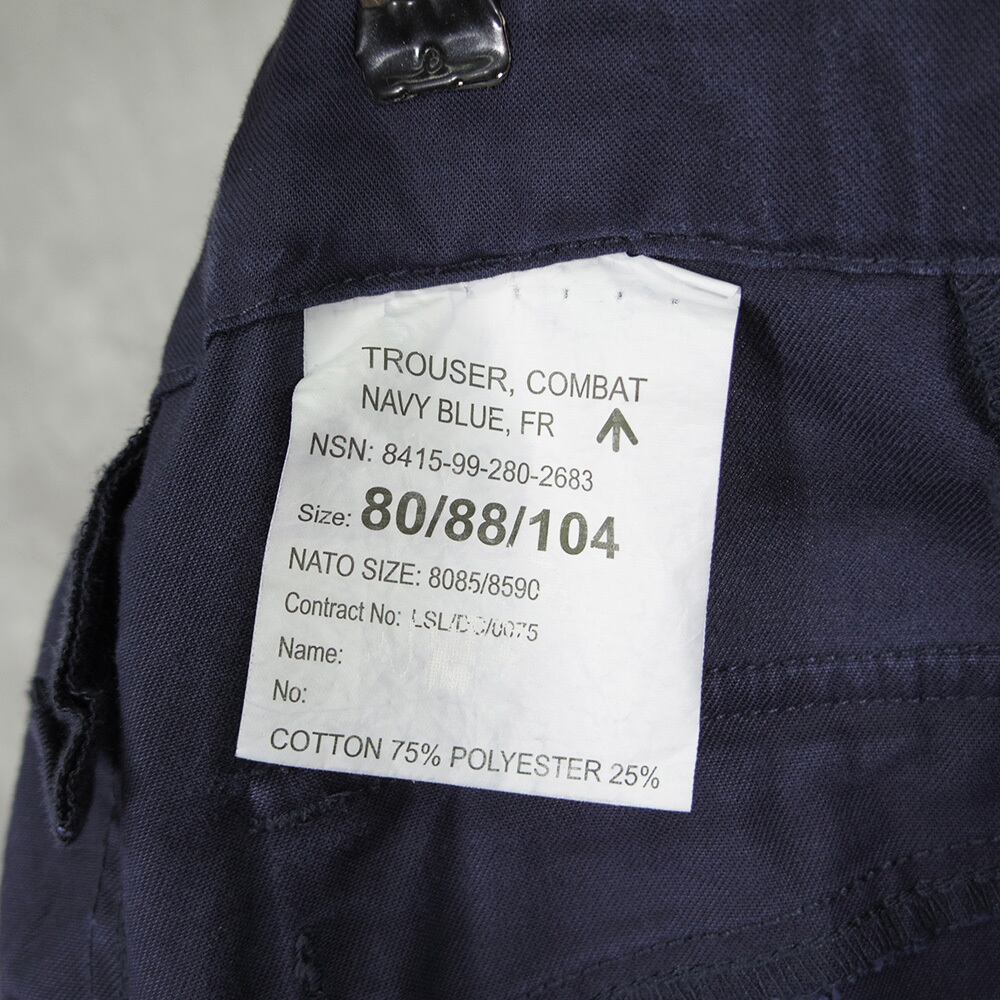 TROUSER, COMBAT
NAVY BLUE, FR
NSN: 8415-99-280-2683
Size: 80/88/104
NATO SIZE: 8085/8590
Contract No:
Name:
No:
COTTON 75% POLYESTER 25%